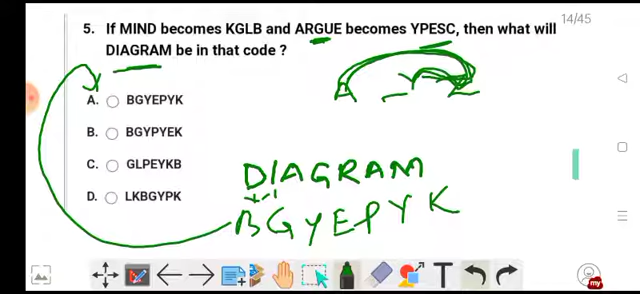 14/45
5. If MIND becomes KGLB and ARGUE becomes YPESC, then what will
DIAGRAM be in that code ?
A. BGYEPYK
B. BGYPYEK
C. GLPEYKB
D. LKBGYPK
A Y Z
DIAGRAM
BGYEPYK
T
my